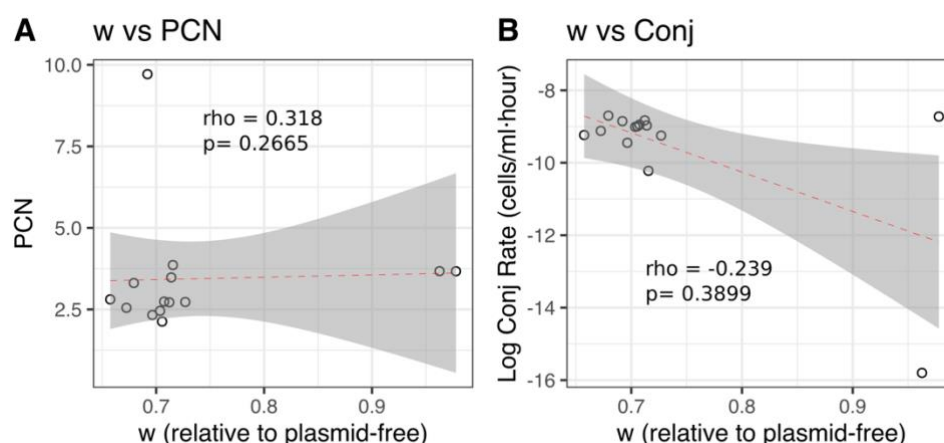 A w vs PCN
10.0
7.5
5.0
2.5
PCN
rho = 0.318
p= 0.2665
0.7 0.8 0.9
w (relative to plasmid-free)
B w vs Conj
-8
-10
-12
-14
-16
Log Conj Rate (cells/ml·hour)
rho = -0.239
p= 0.3899
0.7 0.8 0.9
w (relative to plasmid-free)